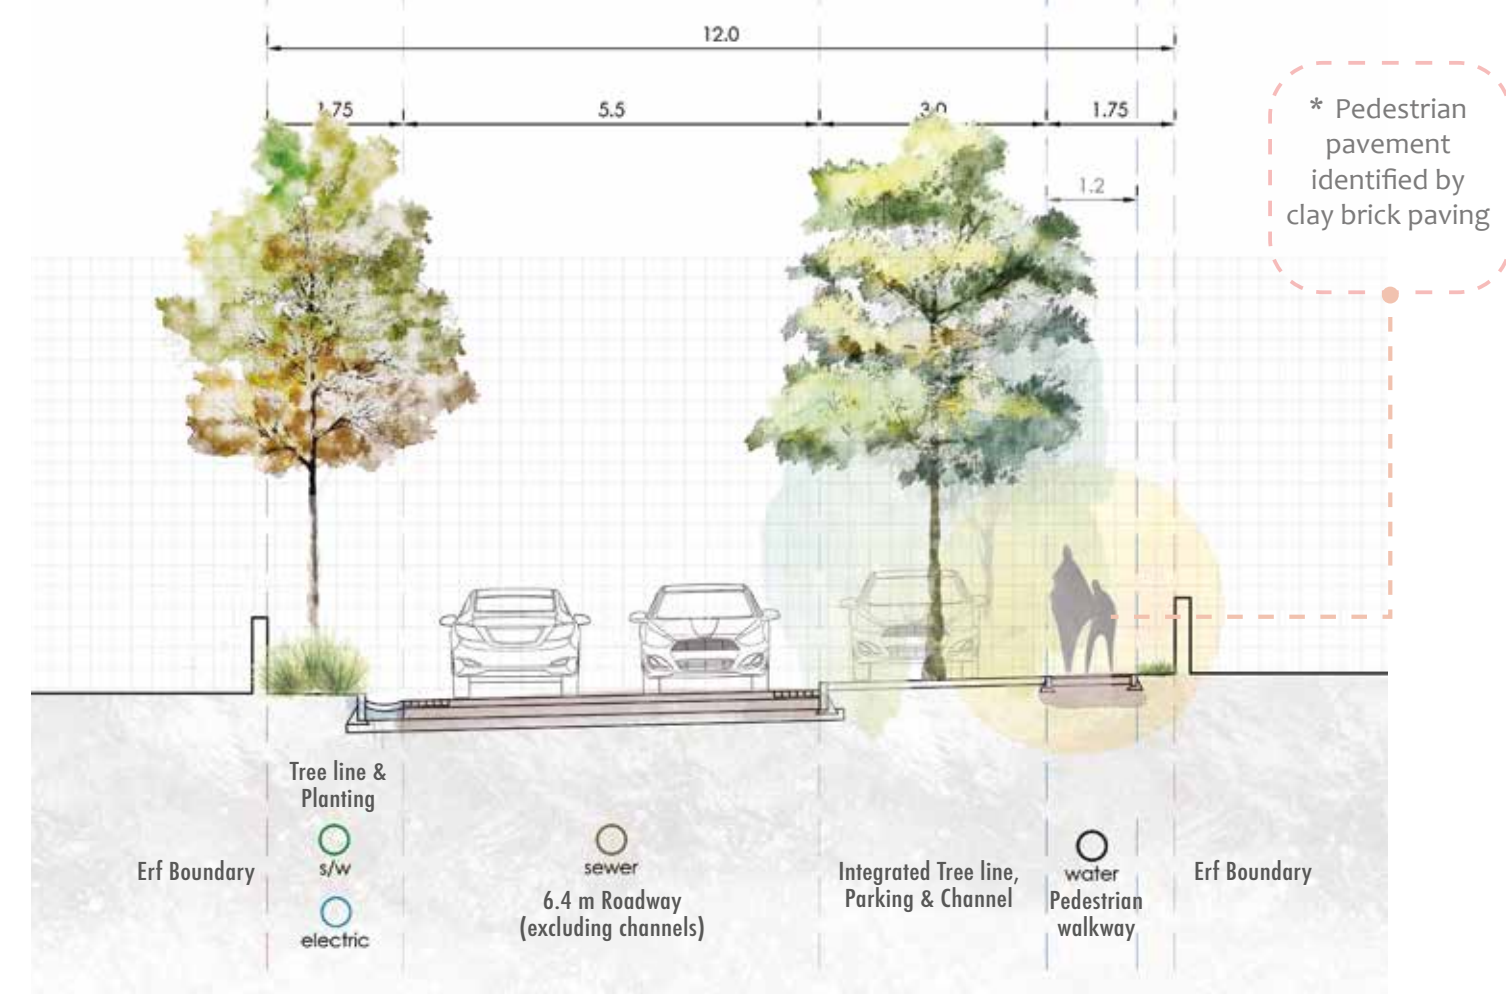 12.0
1.75
5.5
3.0
1.75
1.2
* Pedestrian
pavement
identified by
clay brick paving
Tree line &
Planting
s/w
electric
Erf Boundary
sewer
6.4 m Roadway
(excluding channels)
Integrated Tree line,
Parking & Channel
water
Pedestrian
walkway
Erf Boundary